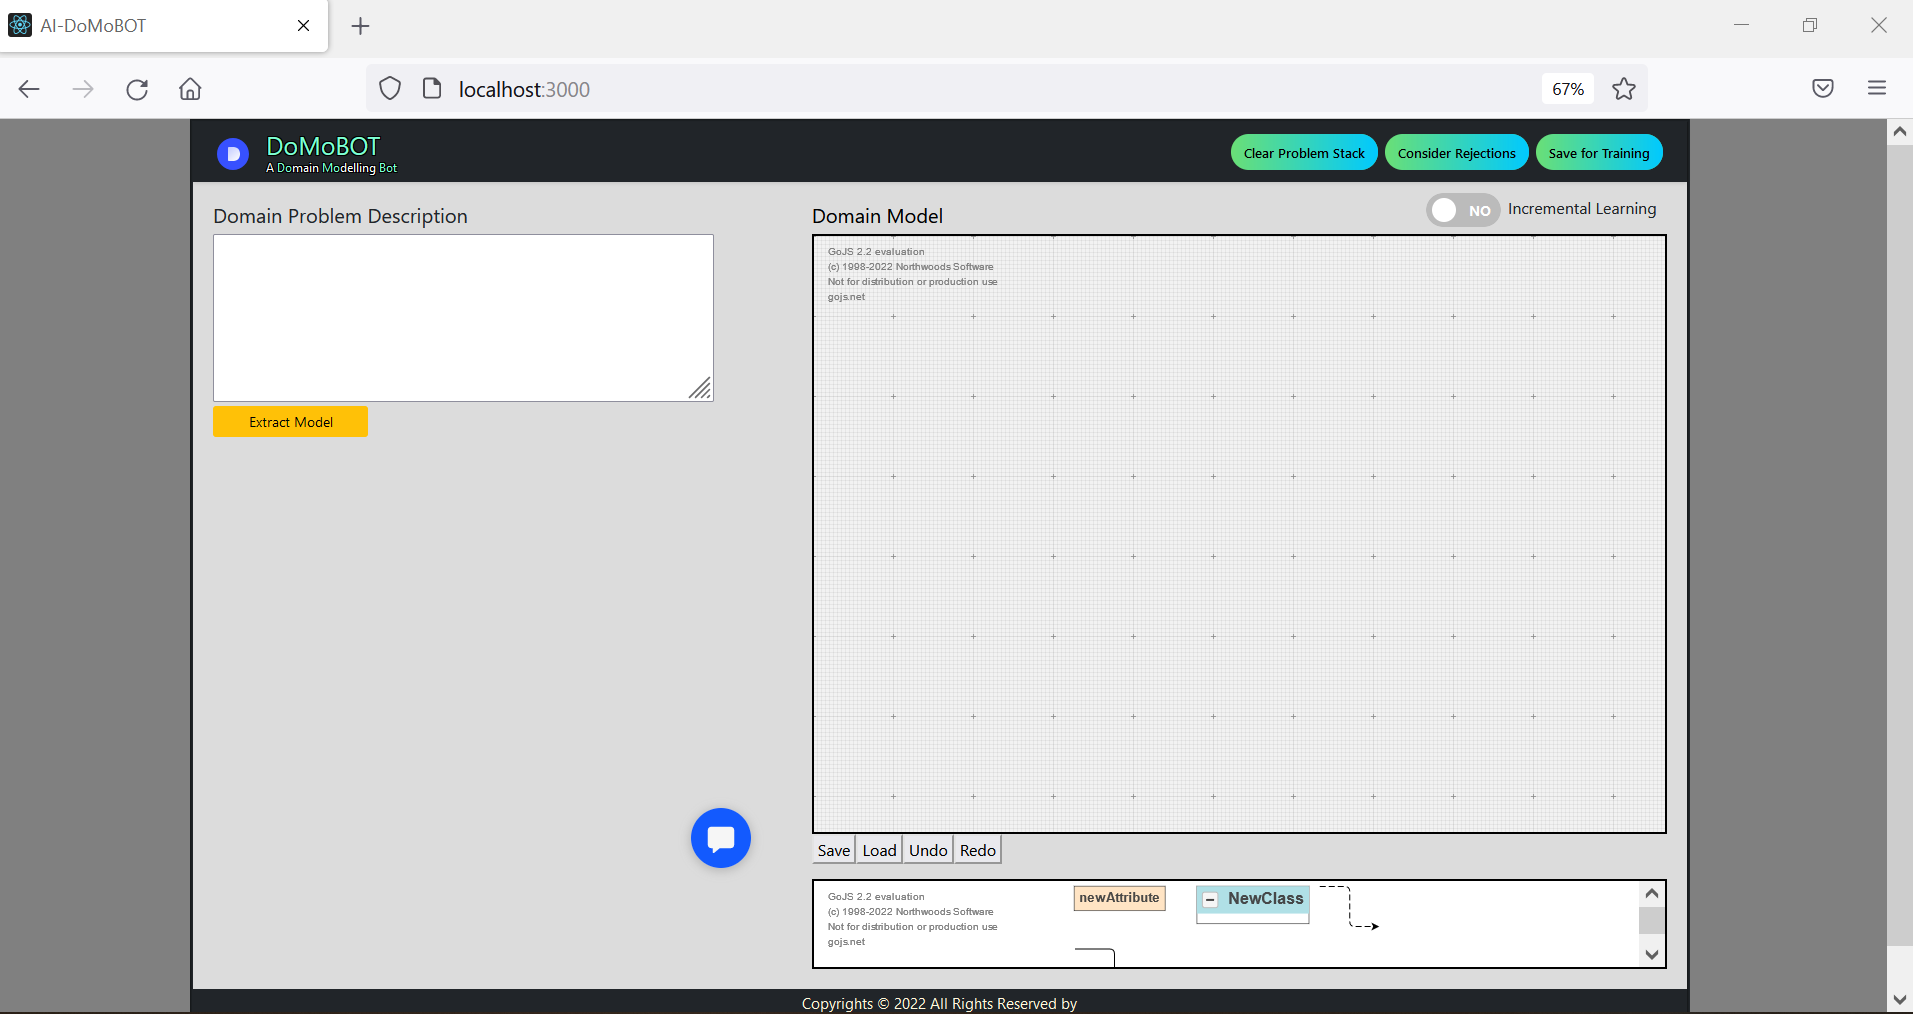 AI-DoMoBOT
localhost:3000
67%
DoMoBOT
A Domain Modelling Bot
Clear Problem Stack
Consider Rejections
Save for Training
Domain Problem Description
Domain Model
NO
Incremental Learning
GoJS 2.2 evaluation
(c) 1998-2022 Northwoods Software
Not for distribution or production use
gojs.net
Extract Model
Save
Load
Undo
Redo
GoJS 2.2 evaluation
(c) 1998-2022 Northwoods Software
Not for distribution or production use
gojs.net
newAttribute
NewClass
Copyrights © 2022 All Rights Reserved by